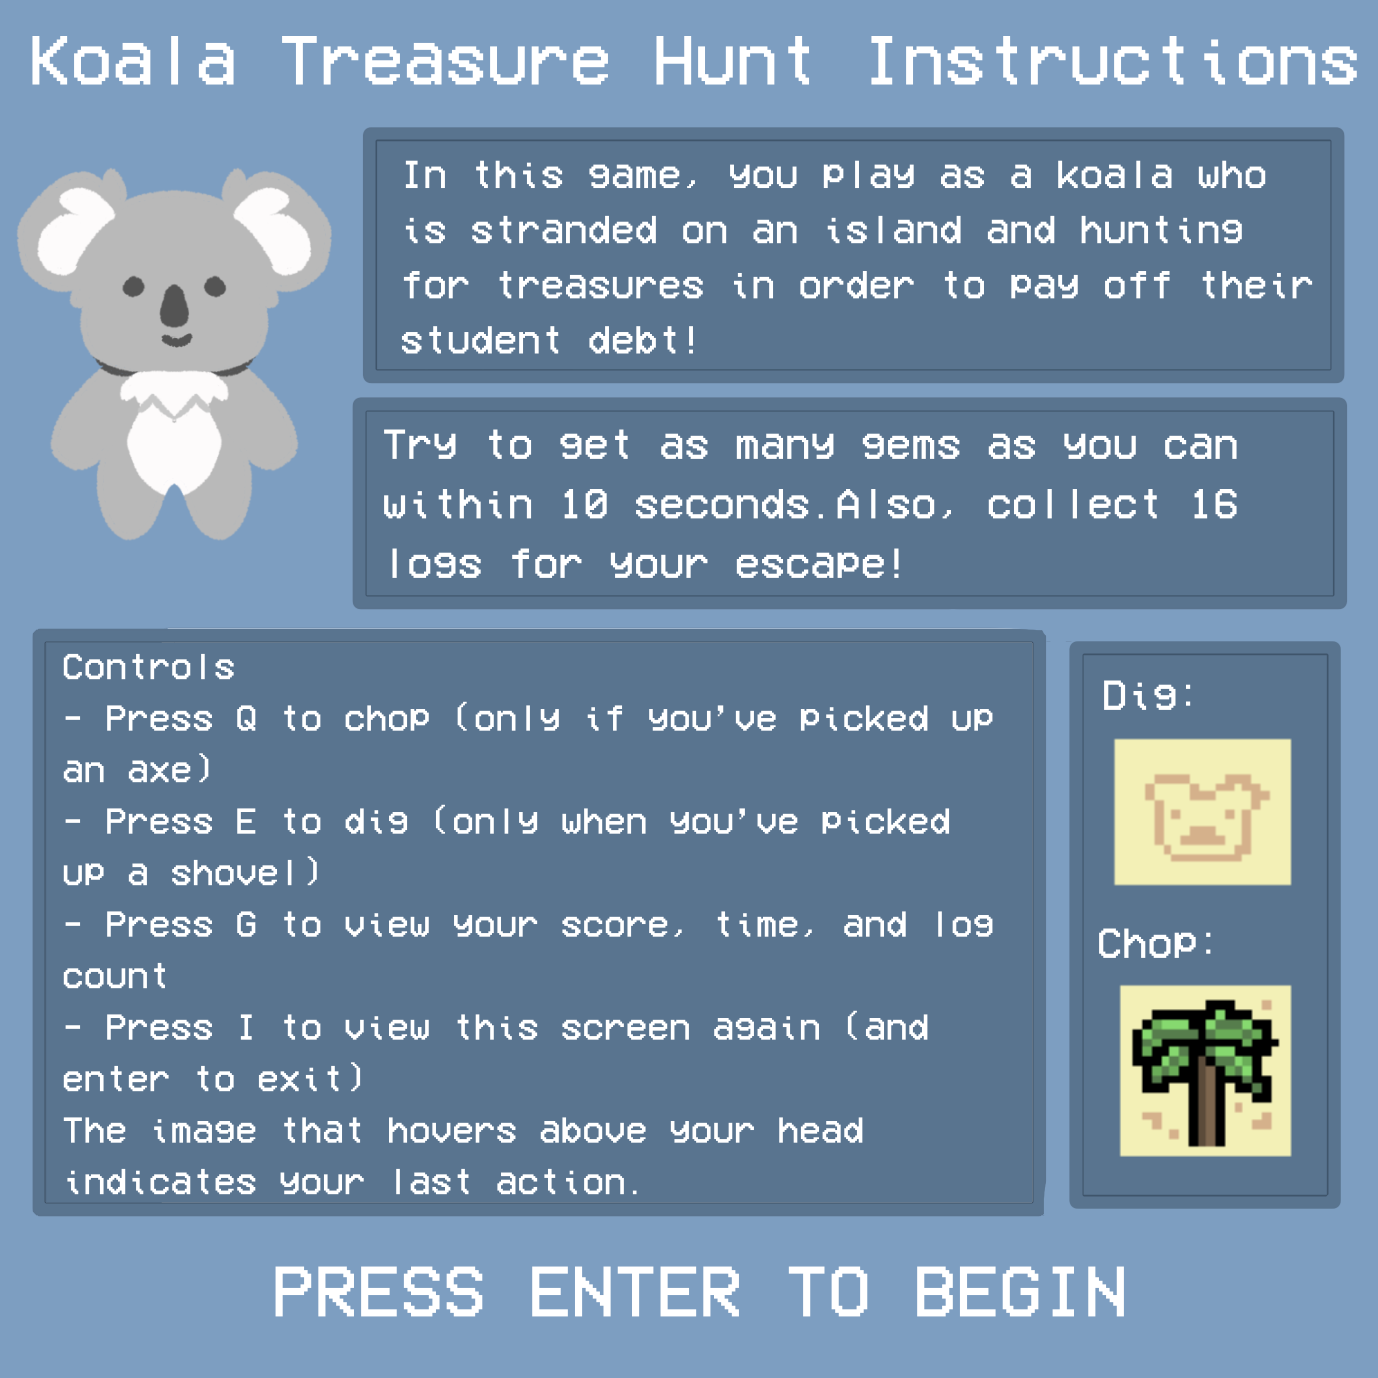 Koala Treasure Hunt Instructions
In this game, you play as a koala who
is stranded on an island and hunting
for treasures in order to pay off their
student debt!
Try to get as many gems as you can
within 10 seconds.Also, collect 16
logs for your escape!
Controls
- Press Q to chop (only if you've picked up
an axe)
- Press E to dig (only when you've picked
up a shovel)
- Press G to view your score, time, and log
count
- Press I to view this screen again (and
enter to exit)
The image that hovers above your head
indicates your last action.
Dig:
Chop:
PRESS ENTER TO BEGIN